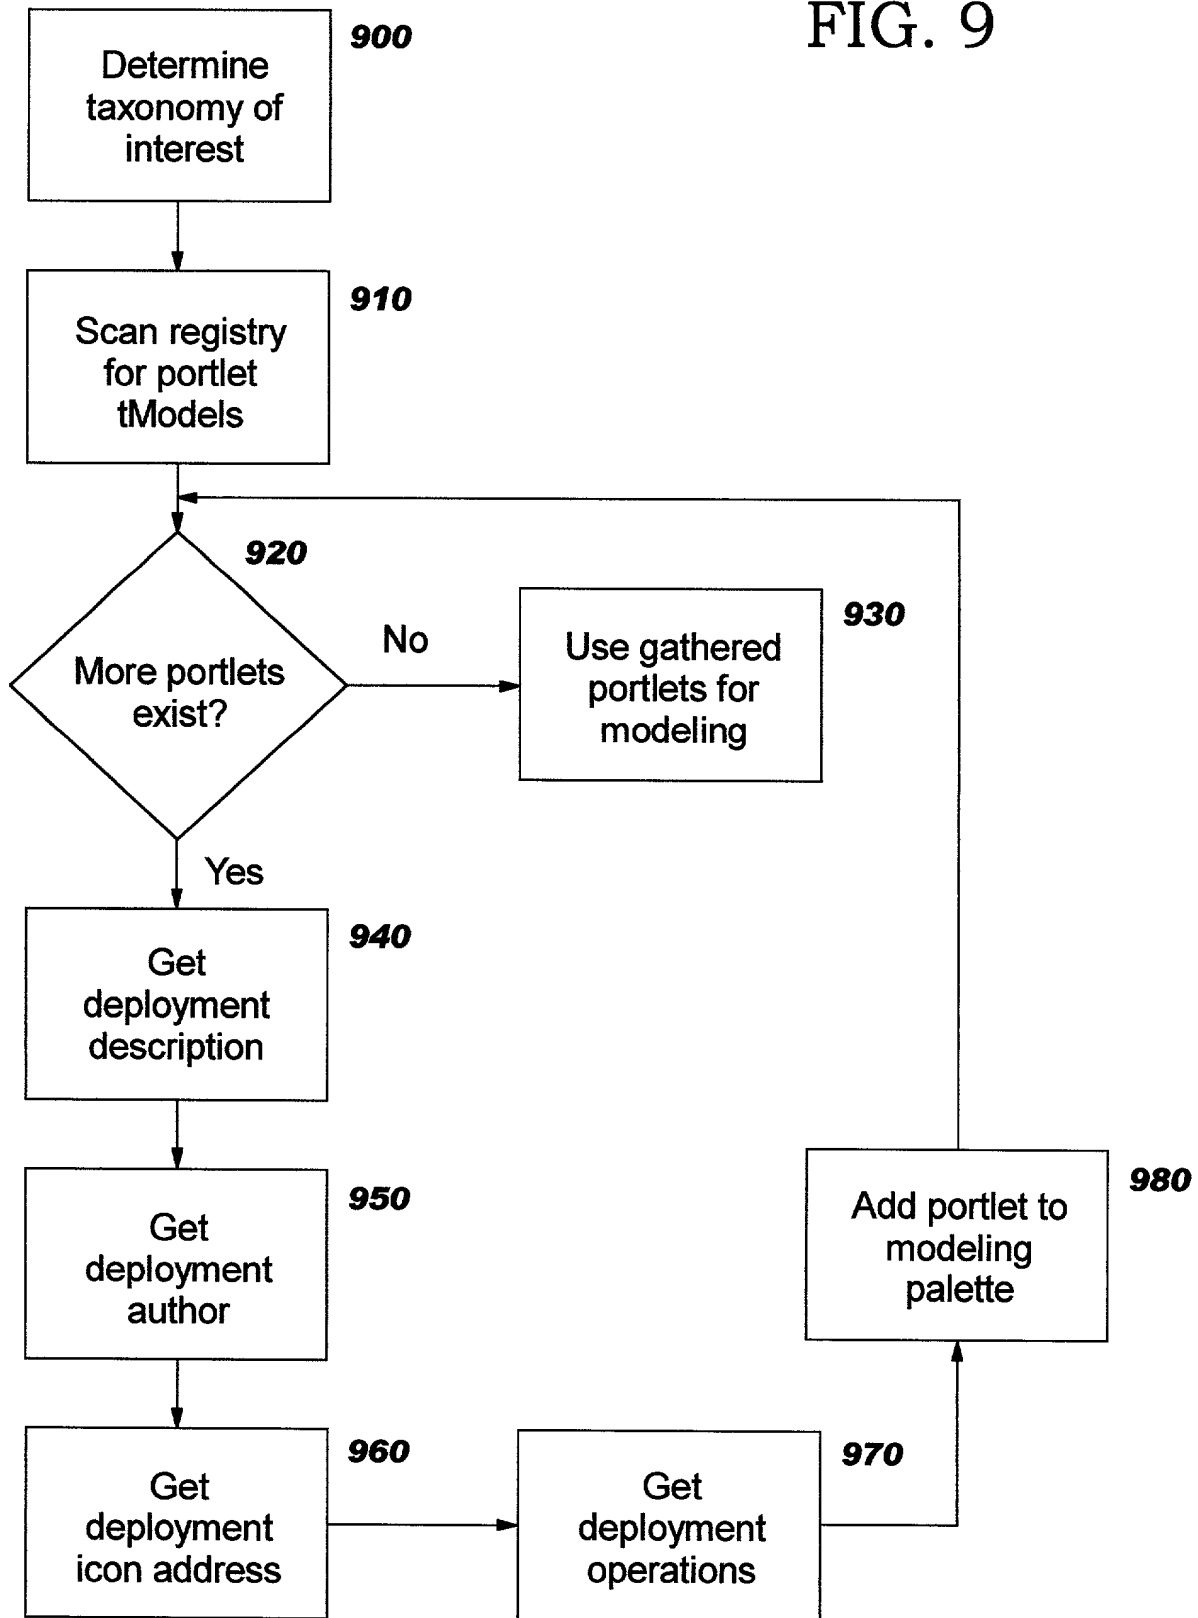 FIG. 9
900
Determine
taxonomy of
interest
910
Scan registry
for portlet
tModels
920
More portlets
exist?
No
930
Use gathered
portlets for
modeling
Yes
940
Get
deployment
description
950
Get
deployment
author
960
Get
deployment
icon address
970
Get
deployment
operations
980
Add portlet to
modeling
palette